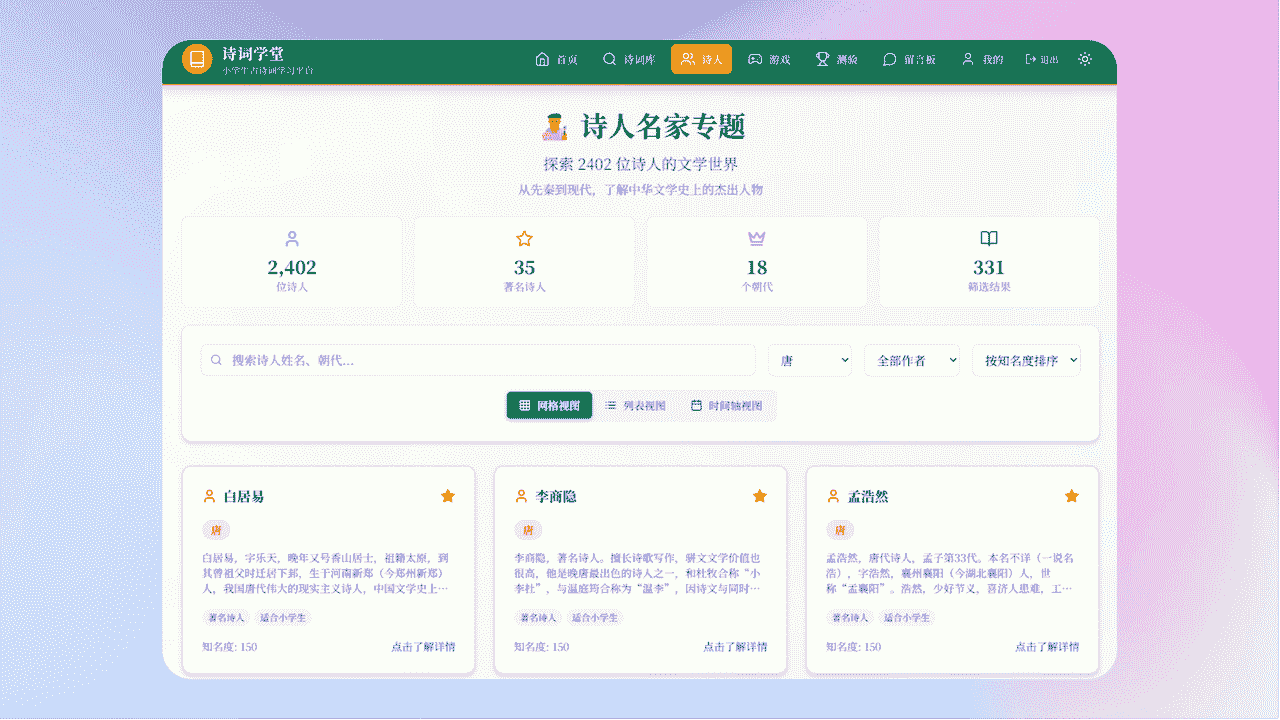 诗词学堂
小学生古诗词学习平台
首页 诗词库 诗人 游戏 测验 留言板 我的 退出
诗人名家专题
探索 2402 位诗人的文学世界
从先秦到现代，了解中华文学史上的杰出人物
2,402 35 18 331
位诗人 著名诗人 个朝代 筛选结果
搜索诗人姓名、朝代... 唐 全部作者 按知名度排序
网格视图 列表视图 时间轴视图
白居易
唐
白居易，字乐天，晚年又号香山居士，祖籍太原，到
其曾祖父时迁居下邽，生于河南新郑（今郑州新郑）
人，我国唐代伟大的现实主义诗人，中国文学史上…
著名诗人 适合小学生
知名度: 150 点击了解详情
李商隐
唐
李商隐，著名诗人。擅长诗歌写作，骈文文学价值也
很高，他是晚唐最出色的诗人之一，和杜牧合称“小
李杜”，与温庭筠合称为“温李”，因诗文与同时…
著名诗人 适合小学生
知名度: 150 点击了解详情
孟浩然
唐
孟浩然，唐代诗人，孟子第33代。本名不详（一说名
浩），字浩然，襄州襄阳（今湖北襄阳）人，世
称“孟襄阳”。浩然，少好节义，喜济人患难，工…
著名诗人 适合小学生
知名度: 150 点击了解详情